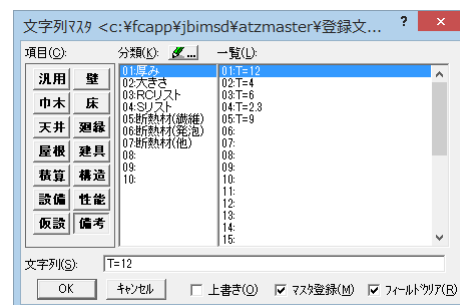 文字列ﾏｽﾀ <c:¥fcapp¥jbimsd¥atzmaster¥登録文... ? ×
項目(C): 分類(K): ... 一覧(L):
汎用 壁
巾木 床
天井 廻縁
屋根 建具
積算 構造
設備 性能
仮設 備考
01:厚み
02:大きさ
03:RCリスト
04:Sリスト
05:断熱材(繊維)
06:断熱材(発泡)
07:断熱材(他)
08:
09:
10:
01:T=12
02:T=4
03:T=6
04:T=2.3
05:T=9
06:
07:
08:
09:
10:
11:
12:
13:
14:
15:
文字列(S): T=12
OK ｷｬﾝｾﾙ 上書き(O) ﾏｽﾀ登録(M) ﾌｨｰﾙﾄﾞｸﾘｱ(R)